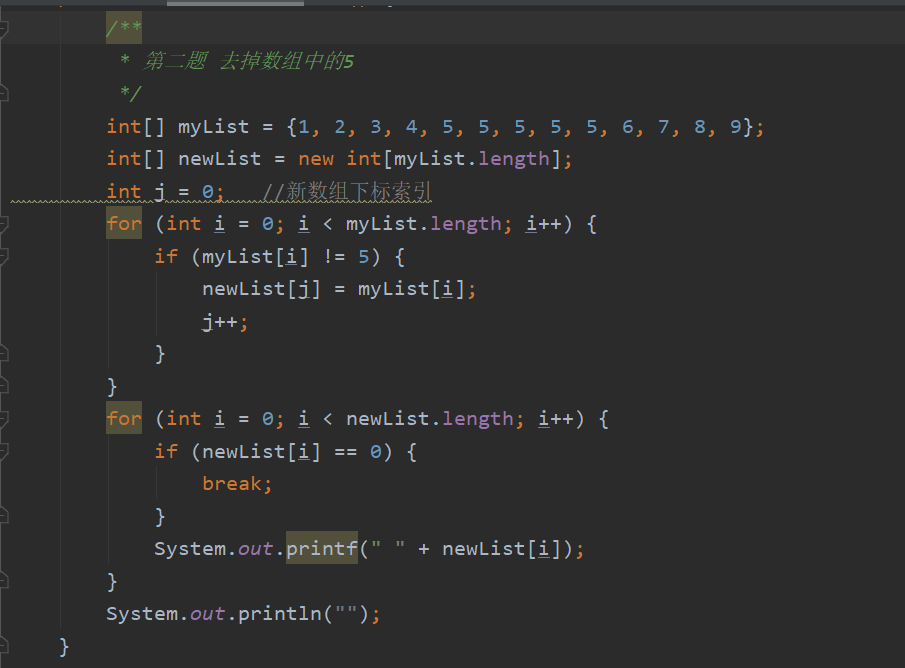 /**
* 第二题 去掉数组中的5
*/
int[] myList = {1, 2, 3, 4, 5, 5, 5, 5, 5, 6, 7, 8, 9};
int[] newList = new int[myList.length];
int j = 0;   //新数组下标索引
for (int i = 0; i < myList.length; i++) {
if (myList[i] != 5) {
newList[j] = myList[i];
j++;
}
}
for (int i = 0; i < newList.length; i++) {
if (newList[i] == 0) {
break;
}
System.out.printf(" " + newList[i]);
}
System.out.println("");
}